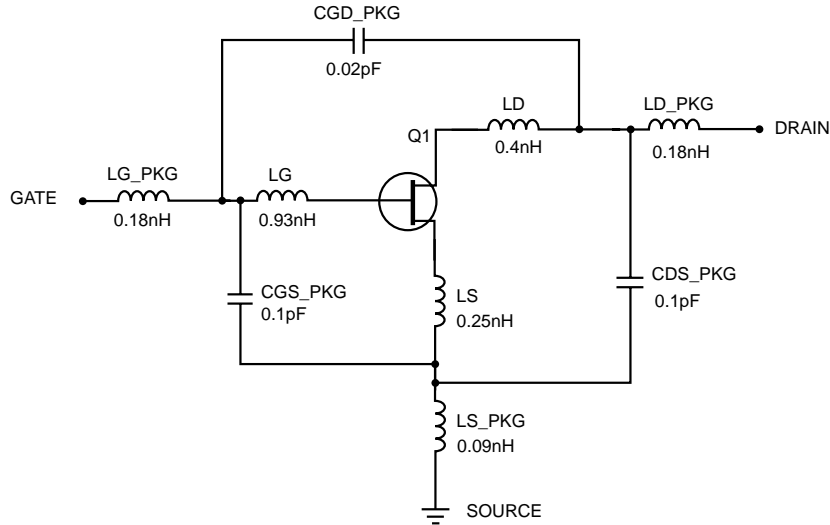 CGD_PKG
0.02pF
LD
LD_PKG
Q1
DRAIN
0.4nH
0.18nH
LG_PKG
LG
GATE
0.18nH
0.93nH
CGS_PKG
0.1pF
LS
0.25nH
CDS_PKG
0.1pF
LS_PKG
0.09nH
SOURCE